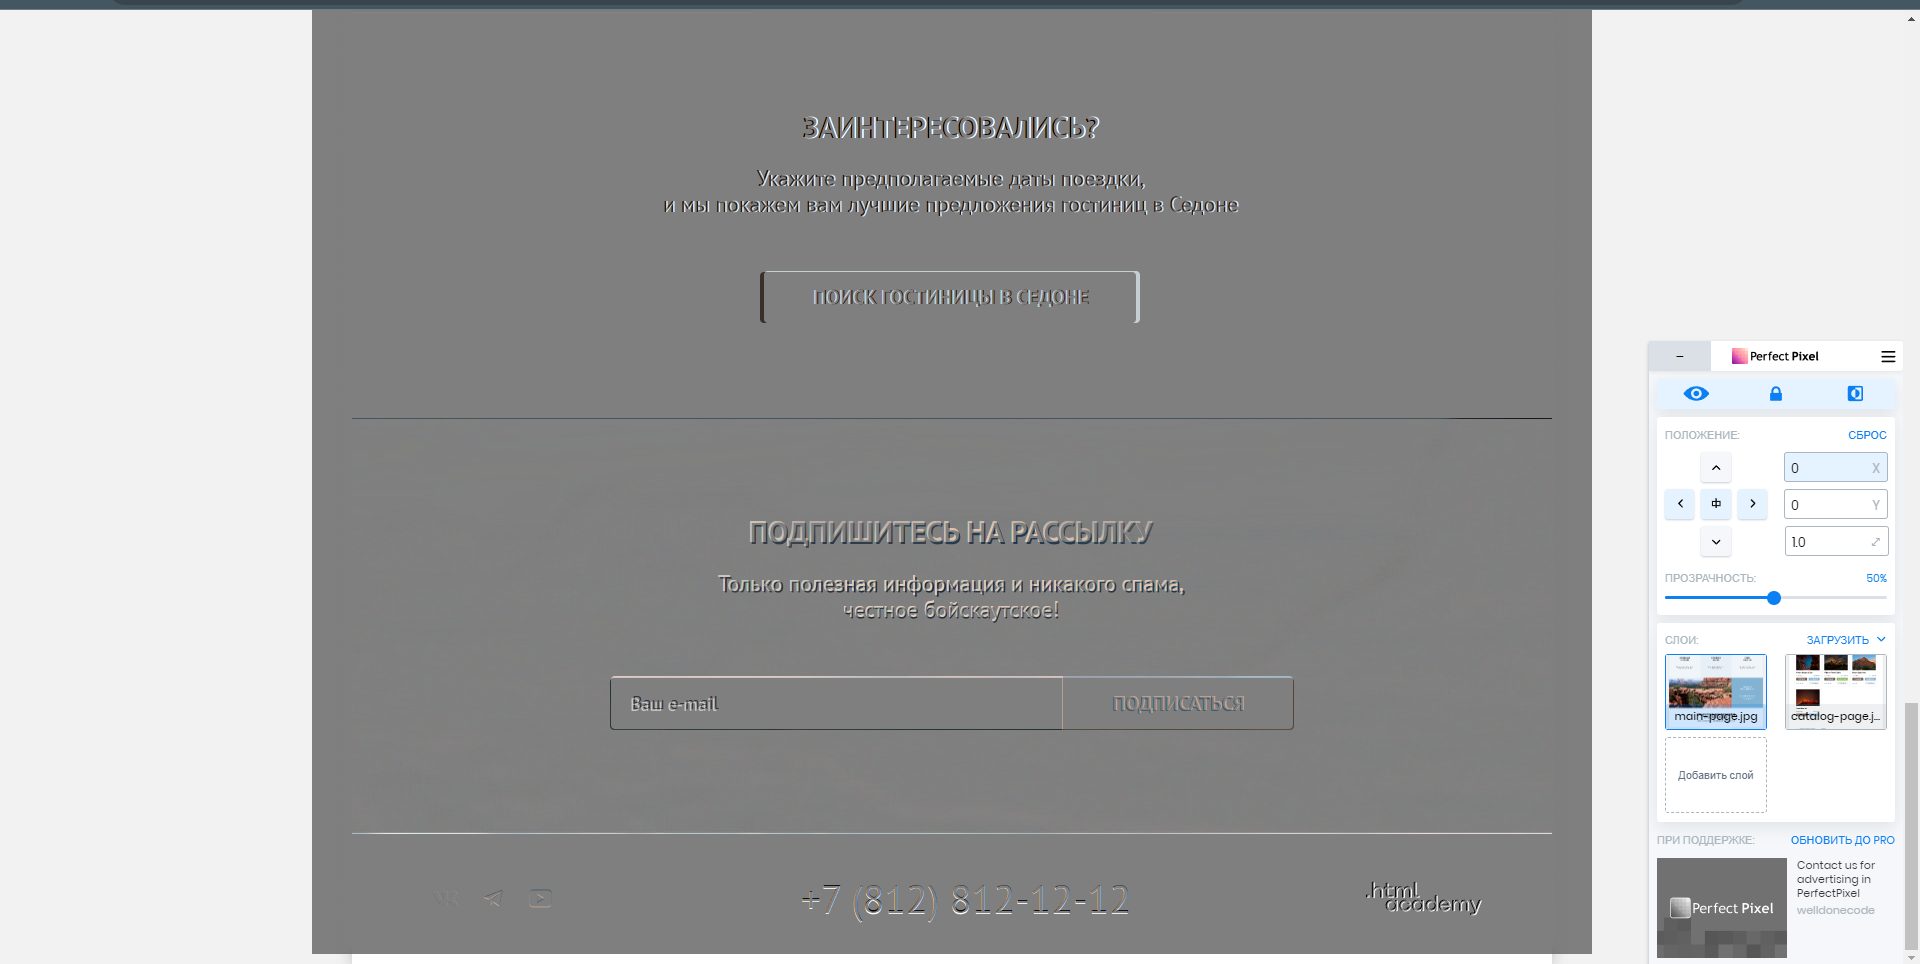 ЗАИНТЕРЕСОВАЛИСЬ?
Укажите предполагаемые даты поездки,
и мы покажем вам лучшие предложения гостиниц в Седоне
ПОИСК ГОСТИНИЦЫ В СЕДОНЕ
ПОДПИШИТЕСЬ НА РАССЫЛКУ
Только полезная информация и никакого спама,
честное бойскаутское!
Ваш e-mail
ПОДПИСАТЬСЯ
+7 (812) 812-12-12
.html
academy
Perfect Pixel
ПОЛОЖЕНИЕ:
СБРОС
0 X
0 Y
1.0
ПРОЗРАЧНОСТЬ:
50%
СЛОИ:
ЗАГРУЗИТЬ
main-page.jpg
catalog-page.j...
Добавить слой
ПРИ ПОДДЕРЖКЕ:
ОБНОВИТЬ ДО PRO
Perfect Pixel
Contact us for
advertising in
PerfectPixel
welldonecode